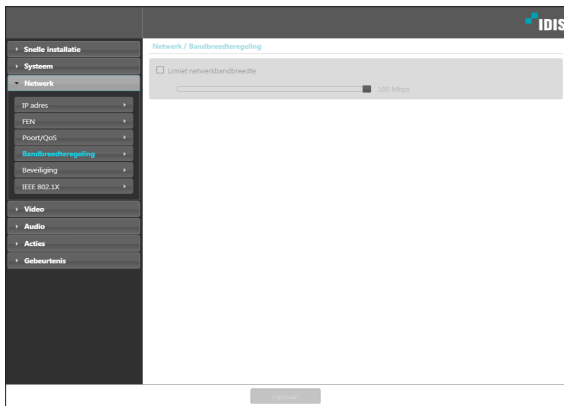 IDIS
Snelle installatie
Systeem
Netwerk
IP adres
FEN
Poort/QoS
Bandbreedteregeling
Beveiliging
IEEE 802.1X
Video
Audio
Acties
Gebeurtenis
Netwerk / Bandbreedteregeling
Limiet netwerkbandbreedte
100 Mbps
Opslaan